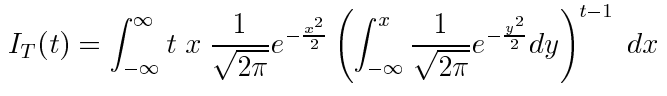 $I_T(t) = \int_{-\infty}^{\infty} t \; x \; \frac{1}{\sqrt{2\pi}} e^{-\frac{x^2}{2}} \left( \int_{-\infty}^{x} \frac{1}{\sqrt{2\pi}} e^{-\frac{y^2}{2}} dy \right)^{t-1} \; dx$